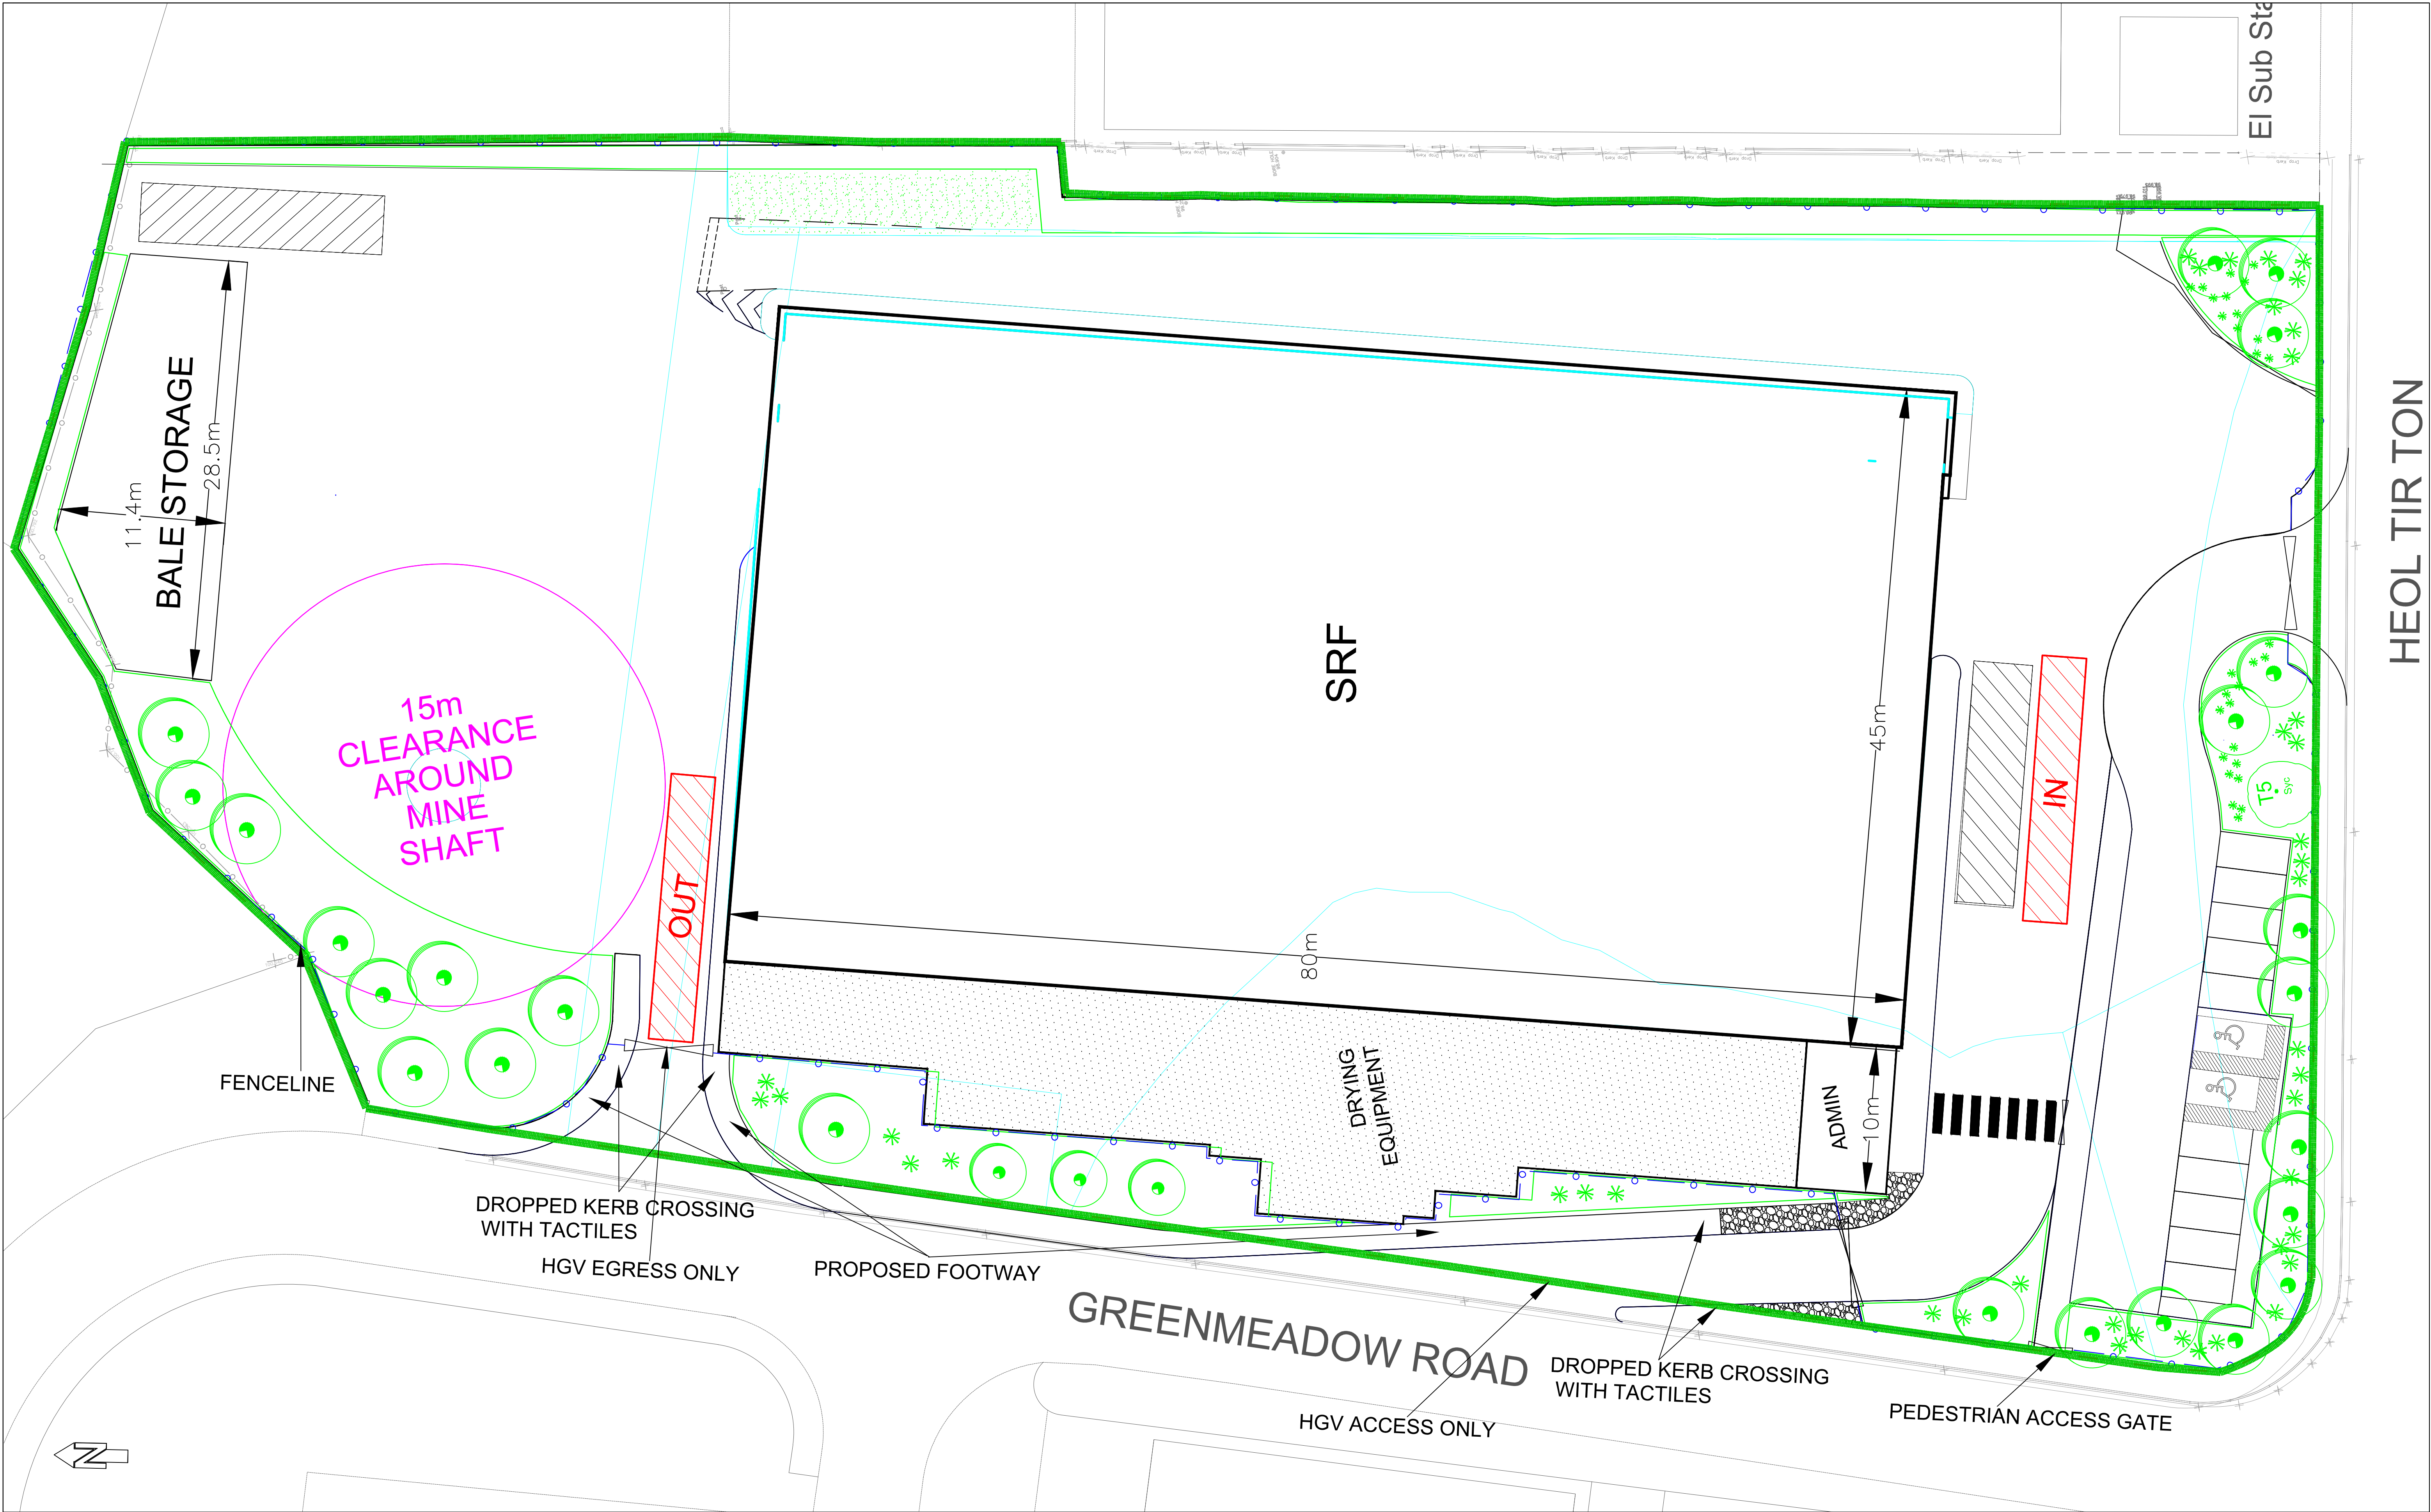 El Sub Sta
HEOL TIR TON
BALE STORAGE
11.4m
28.5m
15m
CLEARANCE
AROUND
MINE
SHAFT
OUT
SRF
80m
45m
IN
T5
Syc
DRYING
EQUIPMENT
ADMIN
10m
FENCELINE
DROPPED KERB CROSSING
WITH TACTILES
HGV EGRESS ONLY
PROPOSED FOOTWAY
GREENMEADOW ROAD
HGV ACCESS ONLY
DROPPED KERB CROSSING
WITH TACTILES
PEDESTRIAN ACCESS GATE
N